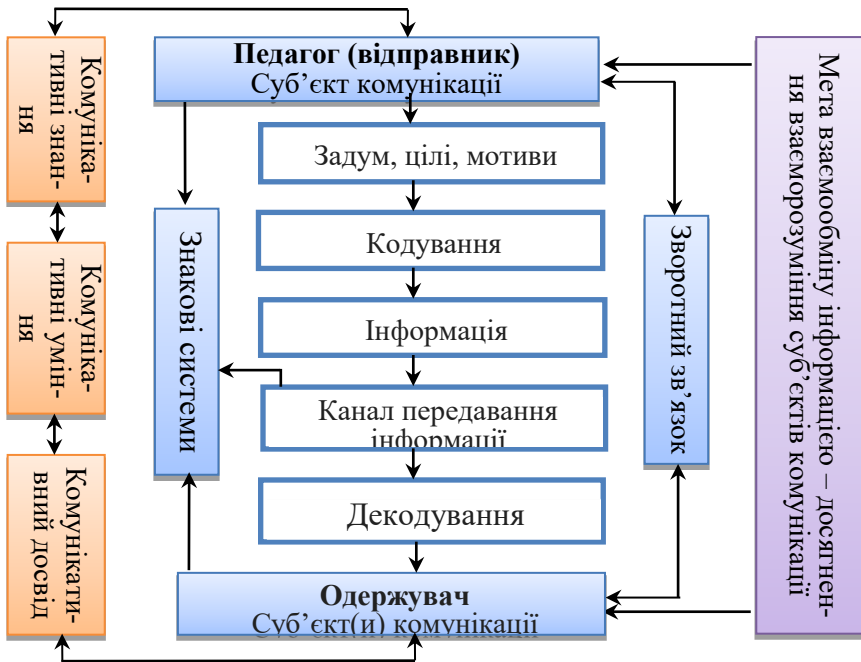 Педагог (відправник)
Суб’єкт комунікації
Комуніка-
тивні знан-
ня
Комуніка-
тивні умін-
ня
Комунікати-
вний досвід
Знакові системи
Задум, цілі, мотиви
Кодування
Інформація
Канал передавання
інформації
Декодування
Зворотний зв’язок
Мета взаємообміну інформацією – досягнен-
ня взаєморозуміння суб’єктів комунікації
Одержувач
Суб’єкт(и) комунікації